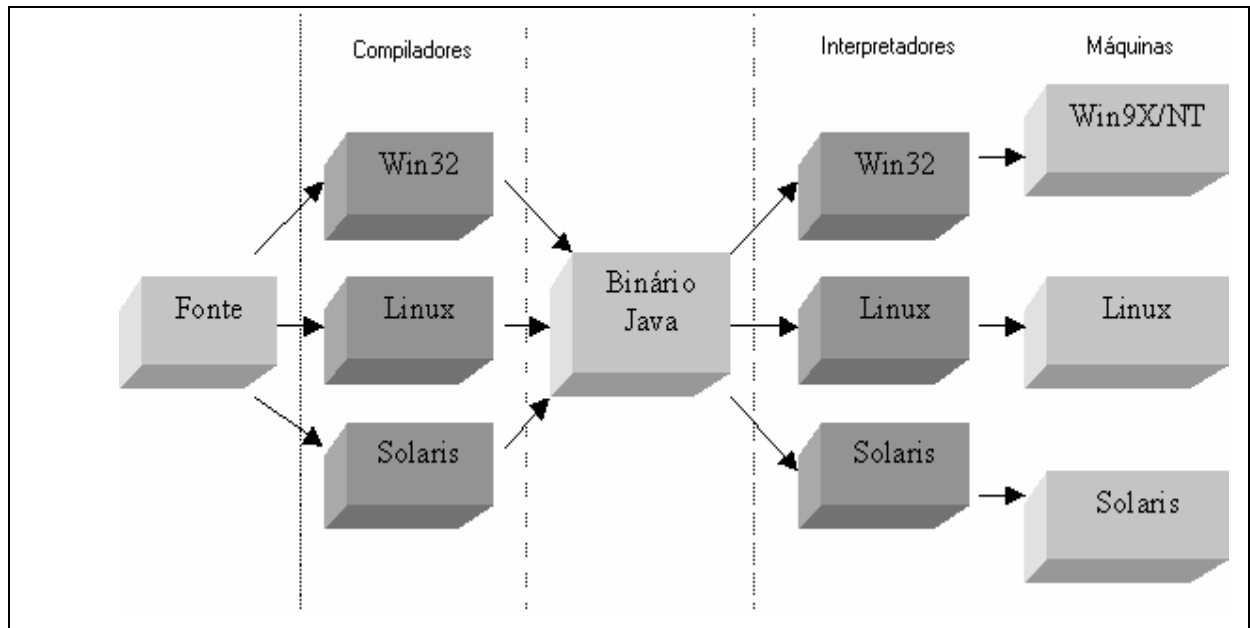 Compiladores
Interpretadores
Máquinas
Win32
Linux
Solaris
Fonte
Binário
Java
Win32
Linux
Solaris
Win9X/NT
Linux
Solaris